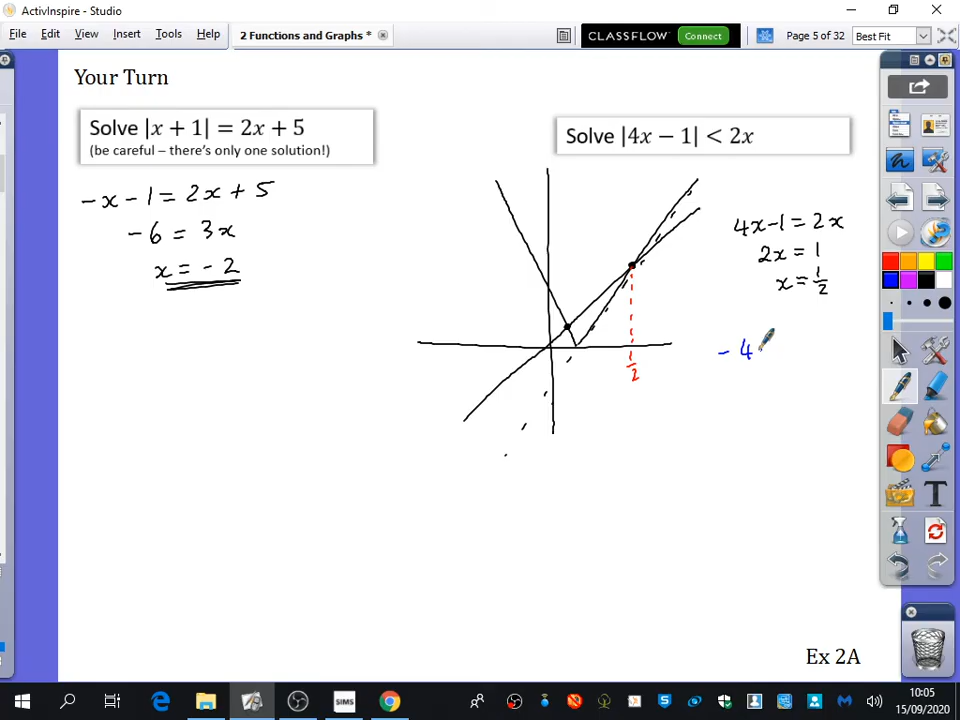 ActivInspire - Studio
File Edit View Insert Tools Help
2 Functions and Graphs *
CLASSFLOW Connect
Page 5 of 32
Best Fit
Your Turn
Solve |x + 1| = 2x + 5
(be careful – there's only one solution!)
-x - 1 = 2x + 5
-6 = 3x
x = -2
Solve |4x − 1| < 2x
4x-1 = 2x
2x = 1
x = 1/2
1/2
- 4
Ex 2A
SIMS
10:05
15/09/2020